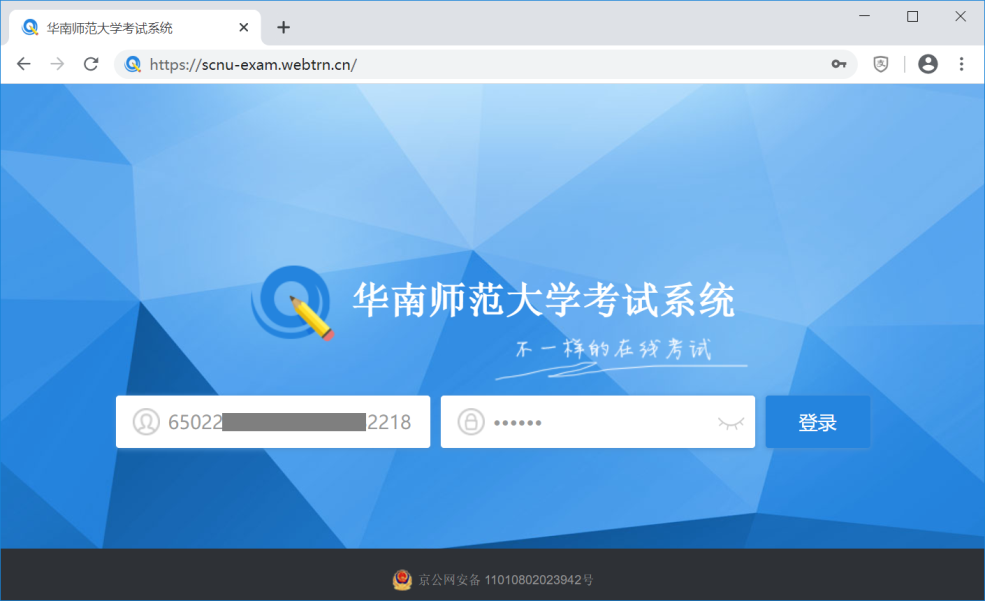 华南师范大学考试系统
https://scnu-exam.webtrn.cn/
华南师范大学考试系统
不一样的在线考试
65022 2218
登录
京公网安备 11010802023942号